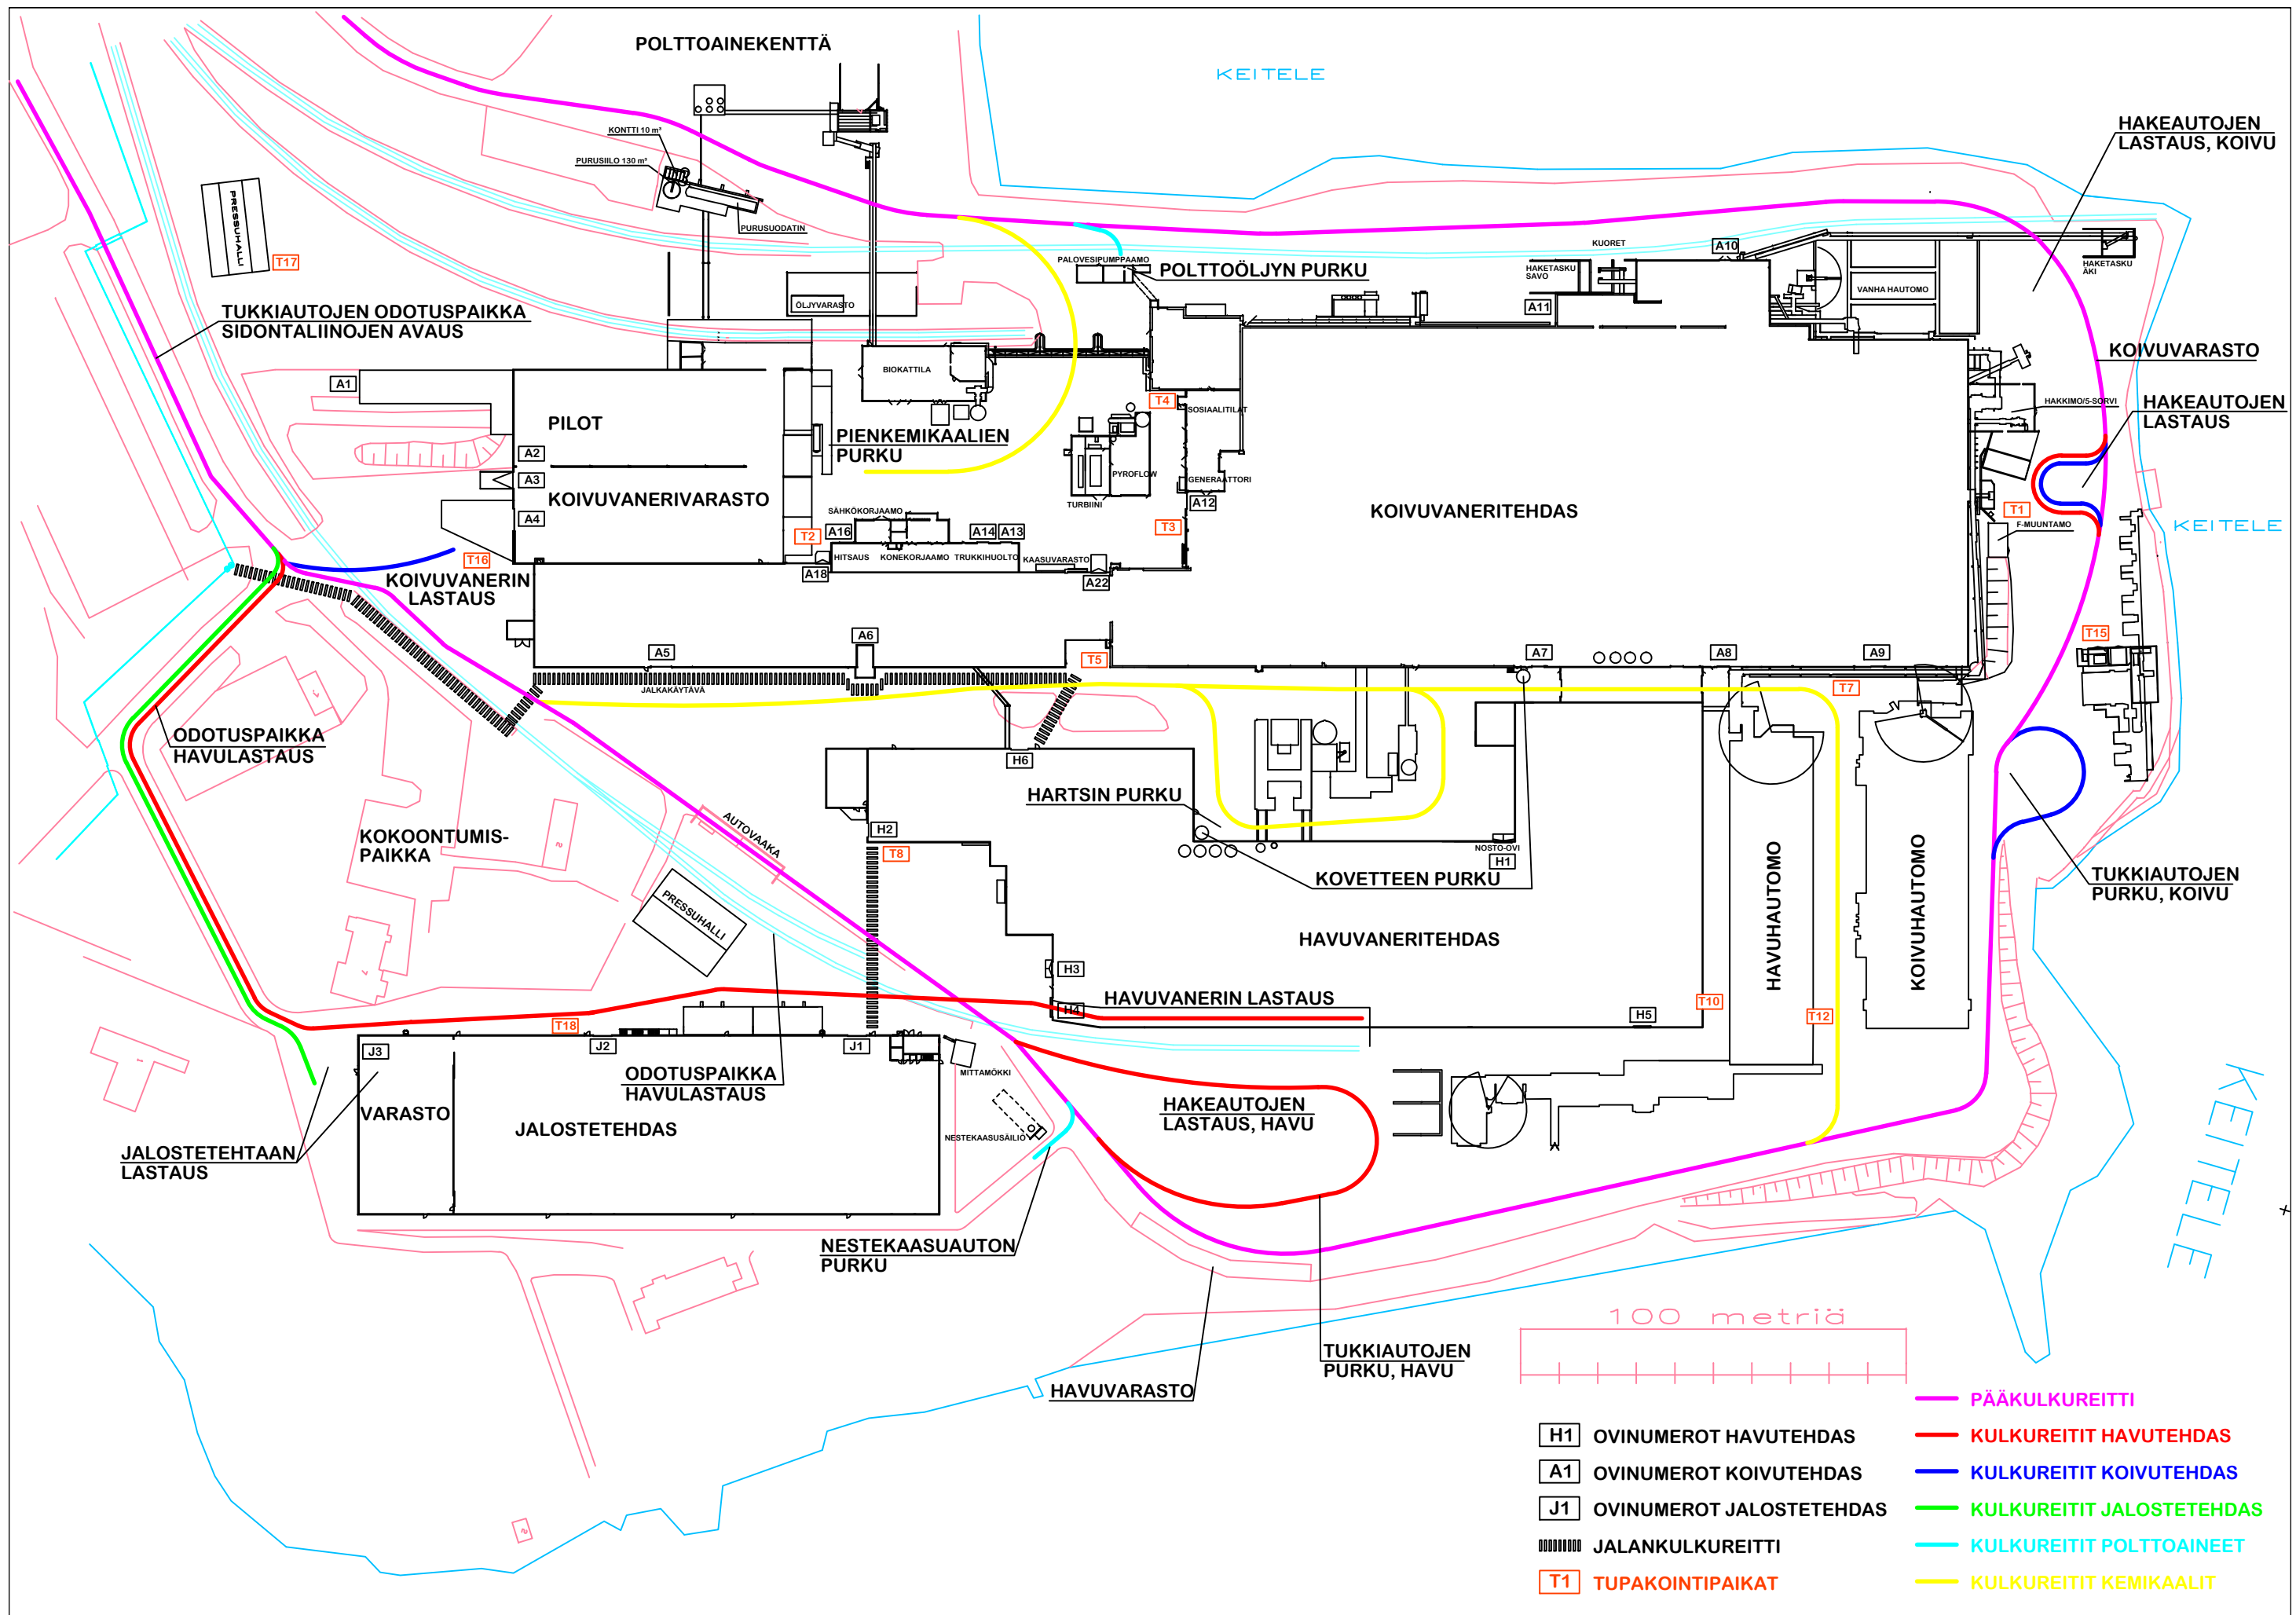 POLTTOAINEKENTTÄ
KEITELE
HAKEAUTOJEN
LASTAUS, KOIVU
KONTTI 10 m³
PURUSIILO 130 m³
PRESSUHALLI
T17
PURUSUODATIN
PALOVESIPUMPPAAMO
POLTTOÖLJYN PURKU
KUORET
A10
HAKETASKU
SAVO
HAKETASKU
ÄKI
VANHA HAUTOMO
ÖLJYVARASTO
A11
TUKKIAUTOJEN ODOTUSPAIKKA
SIDONTALIINOJEN AVAUS
KOIVUVARASTO
BIOKATTILA
A1
T4
SOSIAALITILAT
HAKKIMO/5-SORVI
HAKEAUTOJEN
LASTAUS
PILOT
PIENKEMIKAALIEN
PURKU
A2
A3
PYROFLOW
GENERAATTORI
KOIVUVANERIVARASTO
TURBIINI
A12
KOIVUVANERITEHDAS
A4
SÄHKÖKORJAAMO
T1
F-MUUNTAMO
KEITELE
T2
A16
A14
A13
T3
T16
HITSAUS
KONEKORJAAMO
TRUKKIHUOLTO
KAASUVARASTO
A18
A22
KOIVUVANERIN
LASTAUS
T15
A5
A6
T5
A7
A8
A9
JALKAKÄYTÄVÄ
T7
ODOTUSPAIKKA
HAVULASTAUS
H6
HARTSIN PURKU
AUTOVAAKA
H2
T8
KOKOONTUMIS-
PAIKKA
NOSTO-OVI
H1
KOVETTEEN PURKU
TUKKIAUTOJEN
PURKU, KOIVU
PRESSUHALLI
HAVUVANERITEHDAS
HAVUHAUTOMO
KOIVUHAUTOMO
H3
HAVUVANERIN LASTAUS
H4
T10
H5
T12
T18
J3
J2
J1
ODOTUSPAIKKA
HAVULASTAUS
MITTAMÖKKI
VARASTO
JALOSTETEHDAS
HAKEAUTOJEN
LASTAUS, HAVU
NESTEKAASUSÄILIÖ
JALOSTETEHTAAN
LASTAUS
KEITELE
NESTEKAASUAUTON
PURKU
100 metriä
TUKKIAUTOJEN
PURKU, HAVU
HAVUVARASTO
PÄÄKULKUREITTI
H1 OVINUMEROT HAVUTEHDAS
KULKUREITIT HAVUTEHDAS
A1 OVINUMEROT KOIVUTEHDAS
KULKUREITIT KOIVUTEHDAS
J1 OVINUMEROT JALOSTETEHDAS
KULKUREITIT JALOSTETEHDAS
JALANKULKUREITTI
KULKUREITIT POLTTOAINEET
T1 TUPAKOINTIPAIKAT
KULKUREITIT KEMIKAALIT